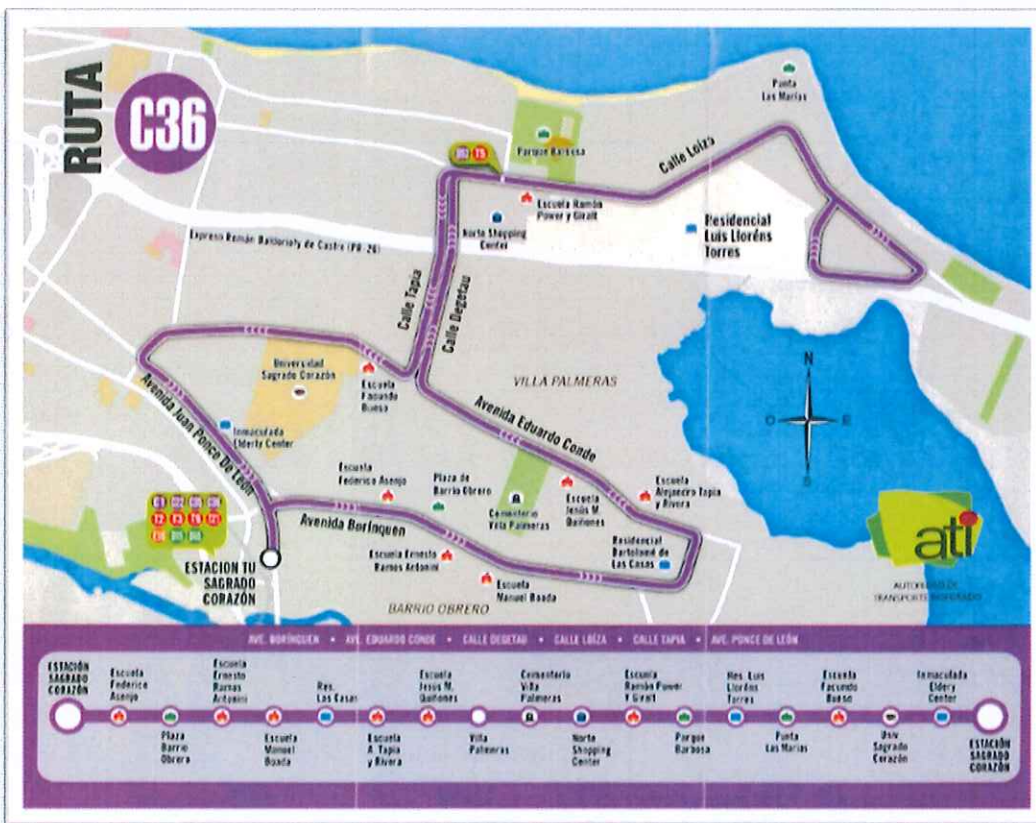 RUTA
C36
Punta
Las Marías
Parque Barbosa
T5
Calle Loíza
Escuela Ramón
Power y Giralt
Norte Shopping
Center
Residencial
Luis Lloréns
Torres
Expreso Román Baldorioty de Castro (PR-26)
Calle Tapia
Calle Degetau
Universidad
Sagrado Corazón
Escuela
Facundo
Bueso
VILLA PALMERAS
N
O
E
S
Avenida Juan Ponce De León
Inmaculada
Elderly Center
Avenida Eduardo Conde
Escuela
Federico Asenjo
Plaza de
Barrio Obrero
Cementerio
Villa Palmeras
Escuela
Jesús M.
Quiñones
Escuela
Alejandro Tapia
y Rivera
Avenida Borinquen
Residencial
Bartolomé de
Las Casas
Escuela Ernesto
Ramos Antonini
Escuela
Manuel Boada
ESTACION TU
SAGRADO
CORAZÓN
BARRIO OBRERO
ati
AUTORIDAD DE
TRANSPORTE INTEGRADO
AVE. BORINQUEN • AVE. EDUARDO CONDE • CALLE DEGETAU • CALLE LOÍZA • CALLE TAPIA • AVE. PONCE DE LEÓN
ESTACIÓN
SAGRADO
CORAZÓN
Escuela
Federico
Asenjo
Plaza
Barrio
Obrera
Escuela
Ernesto
Ramos
Antonini
Escuela
Manuel
Boada
Res.
Las Casas
Escuela
A. Tapia
y Rivera
Escuela
Jesús M.
Quiñones
Villa
Palmeras
Cementerio
Villa
Palmeras
Norte
Shopping
Center
Escuela
Ramón Power
Y Giralt
Parque
Barbosa
Res. Luis
Lloréns
Torres
Punta
Las Marías
Escuela
Facundo
Bueso
Univ
Sagrado
Corazón
Inmaculada
Eldery
Center
ESTACIÓN
SAGRADO
CORAZÓN